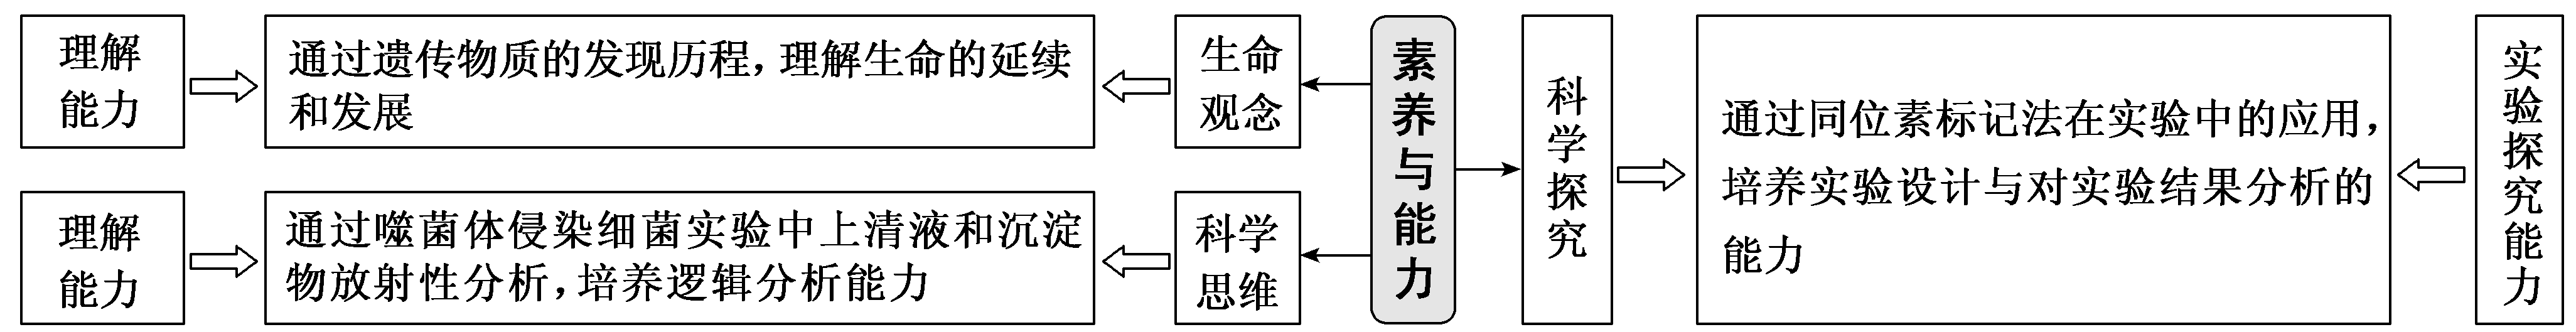 理解
能力
通过遗传物质的发现历程，理解生命的延续
和发展
生命
观念
理解
能力
通过噬菌体侵染细菌实验中上清液和沉淀
物放射性分析，培养逻辑分析能力
科学
思维
素养与能力
科学探究
通过同位素标记法在实验中的应用，
培养实验设计与对实验结果分析的
能力
实验探究能力